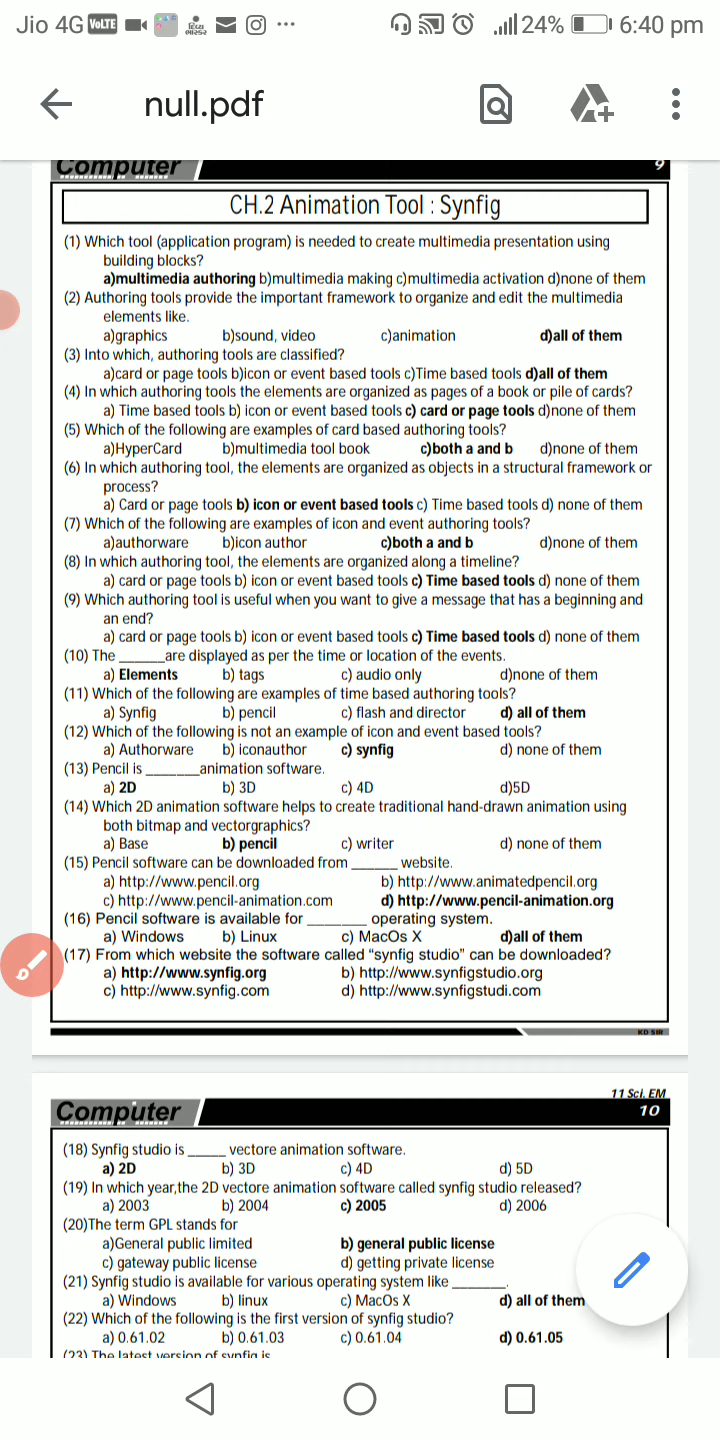 Jio 4G VoLTE 24% 6:40 pm
null.pdf
Computer 9
CH.2 Animation Tool : Synfig
(1) Which tool (application program) is needed to create multimedia presentation using
building blocks?
a)multimedia authoring b)multimedia making c)multimedia activation d)none of them
(2) Authoring tools provide the important framework to organize and edit the multimedia
elements like.
a)graphics b)sound, video c)animation d)all of them
(3) Into which, authoring tools are classified?
a)card or page tools b)icon or event based tools c)Time based tools d)all of them
(4) In which authoring tools the elements are organized as pages of a book or pile of cards?
a) Time based tools b) icon or event based tools c) card or page tools d)none of them
(5) Which of the following are examples of card based authoring tools?
a)HyperCard b)multimedia tool book c)both a and b d)none of them
(6) In which authoring tool, the elements are organized as objects in a structural framework or
process?
a) Card or page tools b) icon or event based tools c) Time based tools d) none of them
(7) Which of the following are examples of icon and event authoring tools?
a)authorware b)icon author c)both a and b d)none of them
(8) In which authoring tool, the elements are organized along a timeline?
a) card or page tools b) icon or event based tools c) Time based tools d) none of them
(9) Which authoring tool is useful when you want to give a message that has a beginning and
an end?
a) card or page tools b) icon or event based tools c) Time based tools d) none of them
(10) The ______are displayed as per the time or location of the events.
a) Elements b) tags c) audio only d)none of them
(11) Which of the following are examples of time based authoring tools?
a) Synfig b) pencil c) flash and director d) all of them
(12) Which of the following is not an example of icon and event based tools?
a) Authorware b) iconauthor c) synfig d) none of them
(13) Pencil is _______animation software.
a) 2D b) 3D c) 4D d)5D
(14) Which 2D animation software helps to create traditional hand-drawn animation using
both bitmap and vectorgraphics?
a) Base b) pencil c) writer d) none of them
(15) Pencil software can be downloaded from ______ website.
a) http://www.pencil.org b) http://www.animatedpencil.org
c) http://www.pencil-animation.com d) http://www.pencil-animation.org
(16) Pencil software is available for ________ operating system.
a) Windows b) Linux c) MacOs X d)all of them
(17) From which website the software called “synfig studio” can be downloaded?
a) http://www.synfig.org b) http://www.synfigstudio.org
c) http://www.synfig.com d) http://www.synfigstudi.com
KD SIR
11 Sci. EM
Computer 10
(18) Synfig studio is _____ vectore animation software.
a) 2D b) 3D c) 4D d) 5D
(19) In which year,the 2D vectore animation software called synfig studio released?
a) 2003 b) 2004 c) 2005 d) 2006
(20)The term GPL stands for
a)General public limited b) general public license
c) gateway public license d) getting private license
(21) Synfig studio is available for various operating system like _______.
a) Windows b) linux c) MacOs X d) all of them
(22) Which of the following is the first version of synfig studio?
a) 0.61.02 b) 0.61.03 c) 0.61.04 d) 0.61.05
(23) The latest version of synfig is